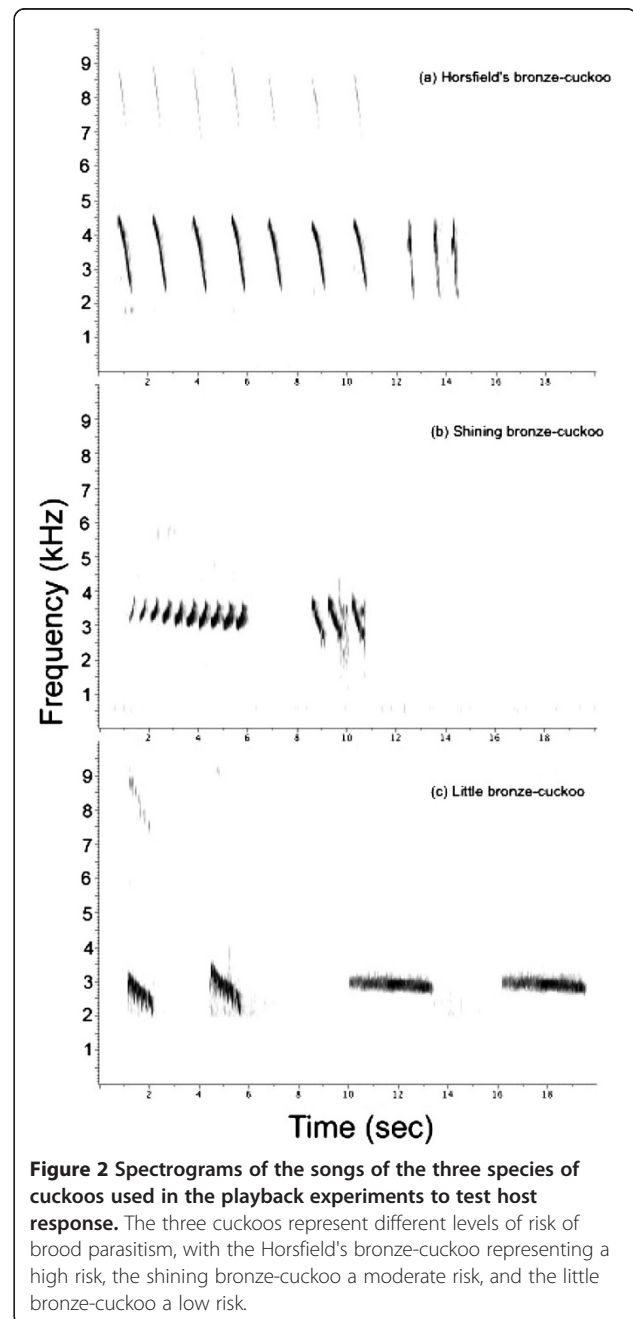 9
8
7
6
5
4
3
2
1
(a) Horsfield's bronze-cuckoo
2 4 6 8 10 12 14 16 18
9
8
7
6
5
4
3
2
1
(b) Shining bronze-cuckoo
2 4 6 8 10 12 14 16 18
Frequency (kHz)
9
8
7
6
5
4
3
2
1
(c) Little bronze-cuckoo
2 4 6 8 10 12 14 16 18
Time (sec)
Figure 2 Spectrograms of the songs of the three species of
cuckoos used in the playback experiments to test host
response. The three cuckoos represent different levels of risk of
brood parasitism, with the Horsfield's bronze-cuckoo representing a
high risk, the shining bronze-cuckoo a moderate risk, and the little
bronze-cuckoo a low risk.